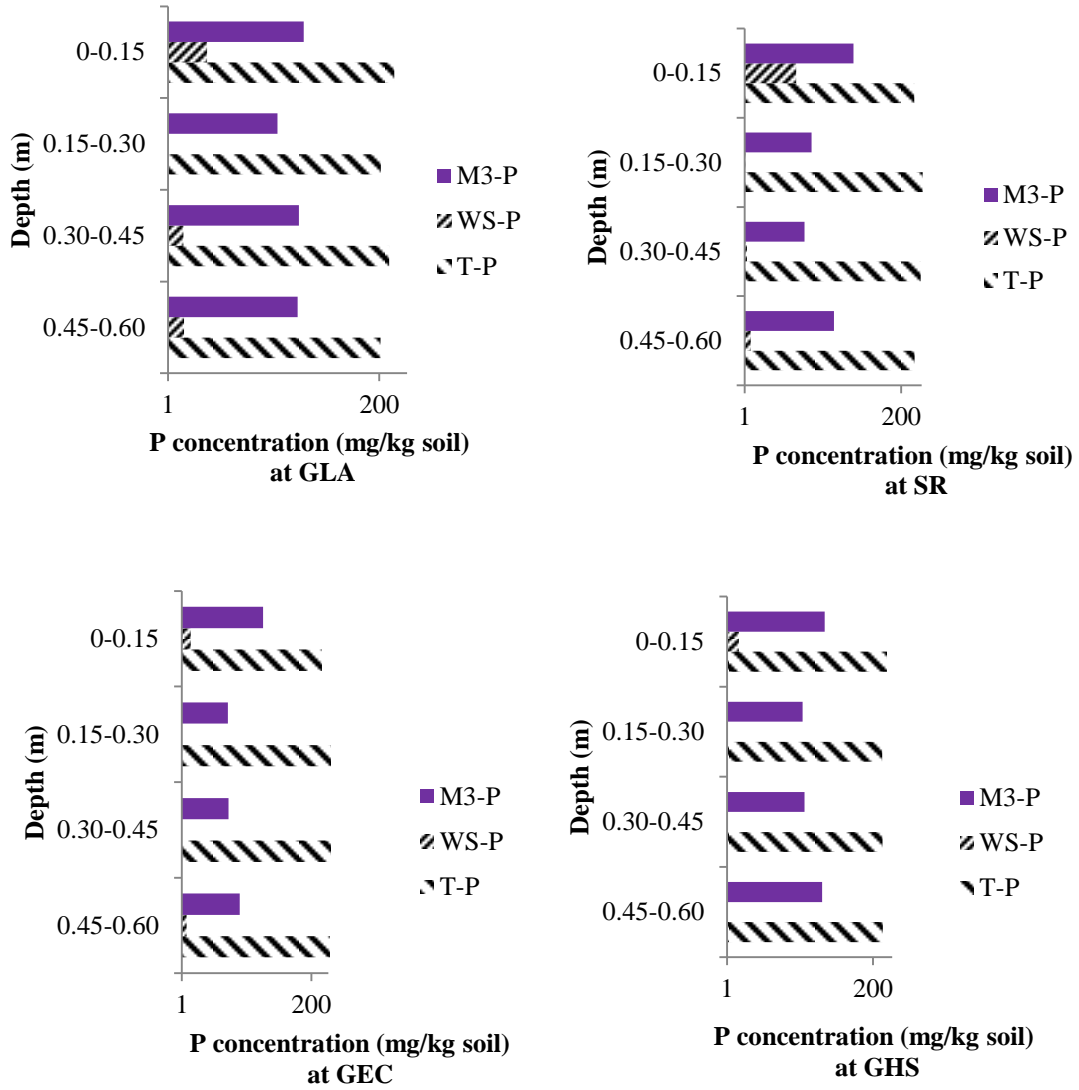 0-0.15
0.15-0.30
0.30-0.45
0.45-0.60
Depth (m)
M3-P
WS-P
T-P
1
200
P concentration (mg/kg soil)
at GLA
0-0.15
0.15-0.30
0.30-0.45
0.45-0.60
Depth (m)
M3-P
WS-P
T-P
1
200
P concentration (mg/kg soil)
at SR
0-0.15
0.15-0.30
0.30-0.45
0.45-0.60
Depth (m)
M3-P
WS-P
T-P
1
200
P concentration (mg/kg soil)
at GEC
0-0.15
0.15-0.30
0.30-0.45
0.45-0.60
Depth (m)
M3-P
WS-P
T-P
1
200
P concentration (mg/kg soil)
at GHS